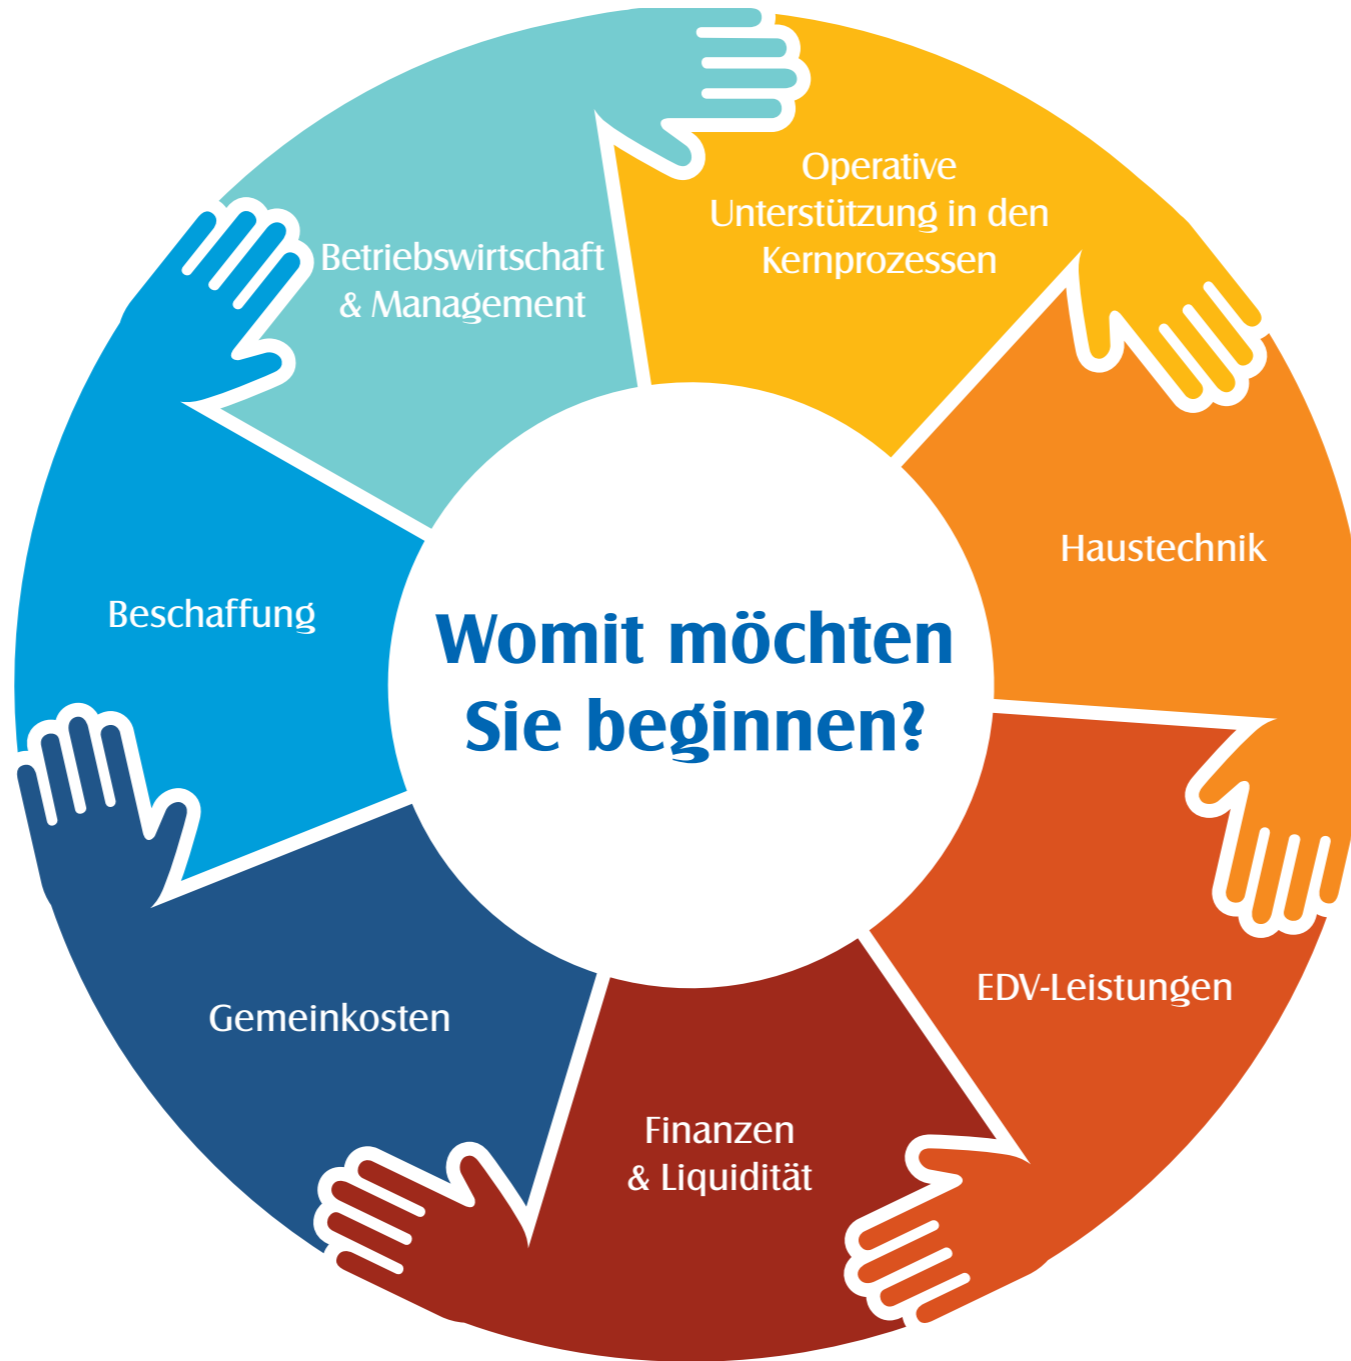 Operative
Unterstützung in den
Kernprozessen
Betriebswirtschaft
& Management
Haustechnik
Beschaffung
Womit möchten
Sie beginnen?
EDV-Leistungen
Gemeinkosten
Finanzen
& Liquidität